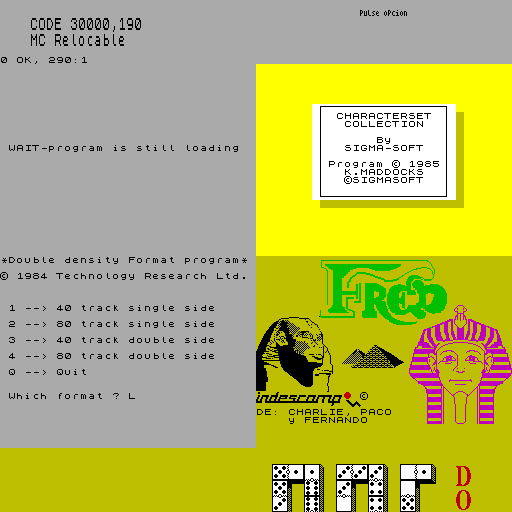 CODE 30000,190
MC Relocable
0 OK, 290:1
WAIT-program is still loading
Pulse opcion
CHARACTERSET
COLLECTION
By
SIGMA-SOFT
Program © 1985
K.MADDOCKS
©SIGMASOFT
*Double density Format program*
© 1984 Technology Research Ltd.
1 --> 40 track single side
2 --> 80 track single side
3 --> 40 track double side
4 --> 80 track double side
0 --> Quit
Which format ? L
FRED
indescomp ©
DE: CHARLIE, PACO
y FERNANDO
DO